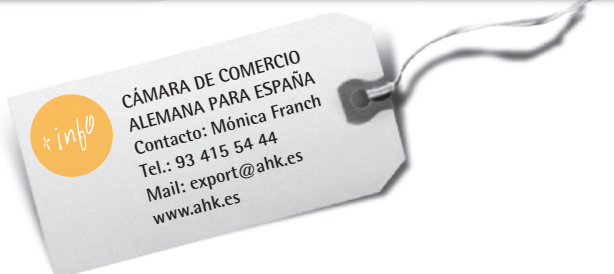 +info
CÁMARA DE COMERCIO
ALEMANA PARA ESPAÑA
Contacto: Mónica Franch
Tel.: 93 415 54 44
Mail: export@ahk.es
www.ahk.es